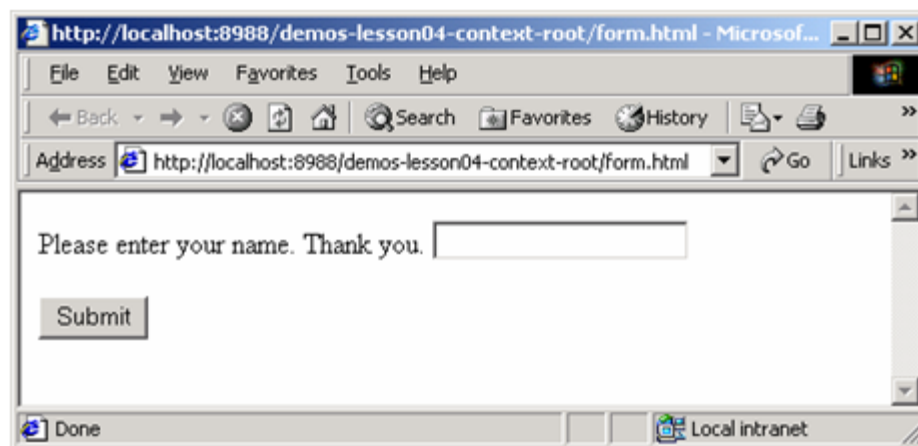 http://localhost:8988/demos-lesson04-context-root/form.html - Microsof...
File Edit View Favorites Tools Help
Back Search Favorites History »
Address http://localhost:8988/demos-lesson04-context-root/form.html Go Links »
Please enter your name. Thank you.
Submit
Done Local intranet